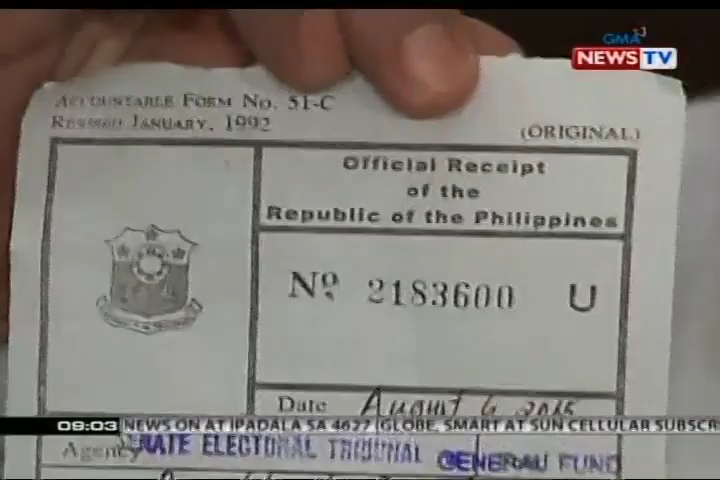 GMA
NEWS TV
ACCOUNTABLE FORM NO. 51-C
REVISED JANUARY, 1992
(ORIGINAL)
Official Receipt
of the
Republic of the Philippines
Nº 2183600 U
Date August 6 2015
09:03 NEWS ON AT IPADALA SA 4627 (GLOBE, SMART AT SUN CELLULAR SUBSCR
Agency NATE ELECTORAL TRIBUNAL GENERAL FUND